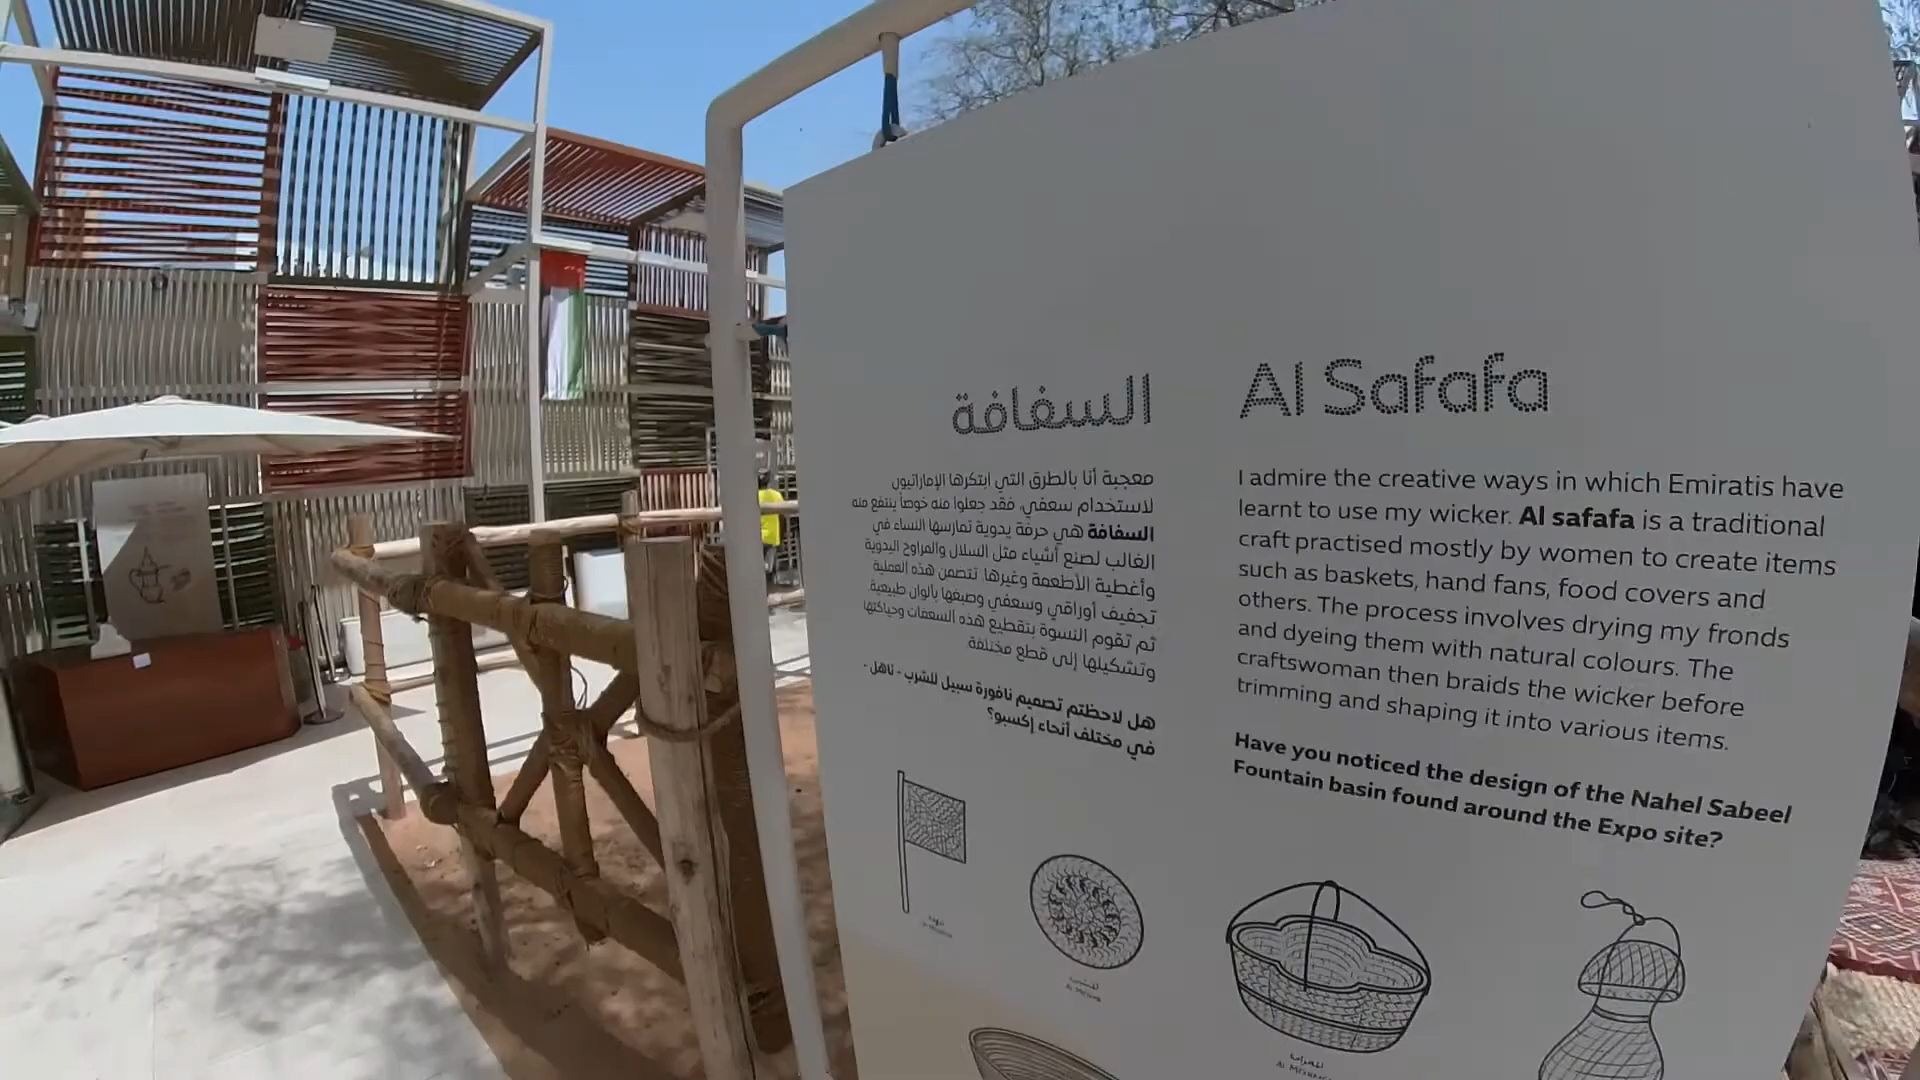 السفافة
معجبة أنا بالطرق التي ابتكرها الإماراتيون
لاستخدام سعفي، فقد جعلوا منه خوصاً ينتفع منه
السفافة هي حرفة يدوية تمارسها النساء في
الغالب لصنع أشياء مثل السلال والمراوح اليدوية
وأغطية الأطعمة وغيرها تتضمن هذه العملية
تجفيف أوراقي وسعفي وصبغها بألوان طبيعية.
ثم تقوم النسوة بتقطيع هذه السعفات وحياكتها
وتشكيلها إلى قطع مختلفة.
هل لاحظتم تصميم نافورة سبيل للشرب - ناهل -
في مختلف أنحاء إكسبو؟
Al Safafa
I admire the creative ways in which Emiratis have
learnt to use my wicker. Al safafa is a traditional
craft practised mostly by women to create items
such as baskets, hand fans, food covers and
others. The process involves drying my fronds
and dyeing them with natural colours. The
craftswoman then braids the wicker before
trimming and shaping it into various items.
Have you noticed the design of the Nahel Sabeel
Fountain basin found around the Expo site?